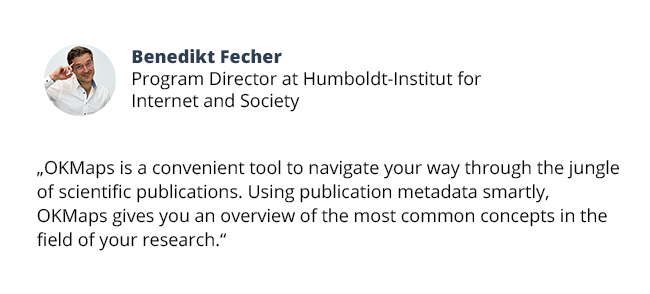 Benedikt Fecher
Program Director at Humboldt-Institut for
Internet and Society
„OKMaps is a convenient tool to navigate your way through the jungle
of scientific publications. Using publication metadata smartly,
OKMaps gives you an overview of the most common concepts in the
field of your research.“